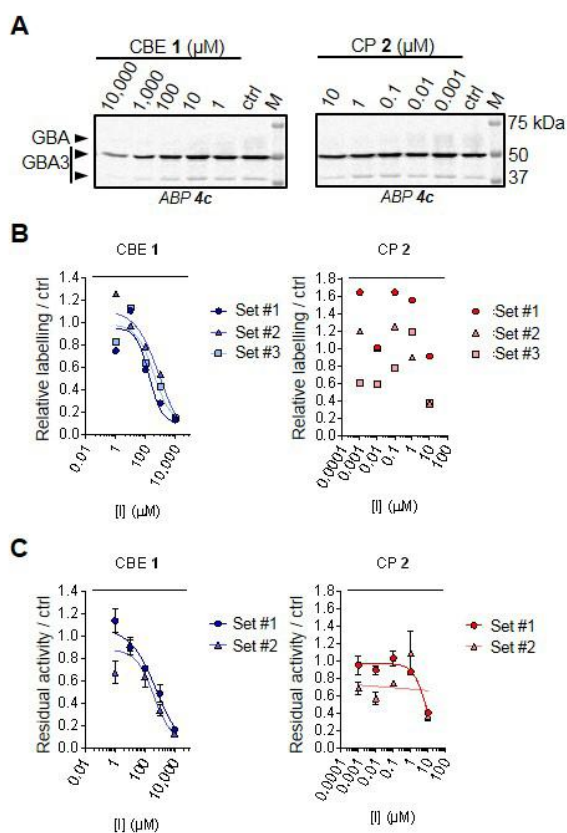 A
CBE 1 (µM)
CP 2 (µM)
10,000 1,000 100 10 1 ctrl M
10 1 0.1 0.01 0.001 ctrl M
GBA
GBA3
75 kDa
50
37
ABP 4c
ABP 4c
B
CBE 1
CP 2
Relative labelling / ctrl
1.4
1.2
1.0
0.8
0.6
0.4
0.2
0.0
0.01 1 100 10,000
[I] (µM)
Set #1
Set #2
Set #3
Relative labelling / ctrl
1.8
1.6
1.4
1.2
1.0
0.8
0.6
0.4
0.2
0.0
0.0001 0.001 0.01 0.1 1 10 100
[I] (µM)
Set #1
Set #2
Set #3
C
CBE 1
CP 2
Residual activity / ctrl
1.4
1.2
1.0
0.8
0.6
0.4
0.2
0.0
0.01 1 100 10,000
[I] (µM)
Set #1
Set #2
Residual activity / ctrl
1.8
1.6
1.4
1.2
1.0
0.8
0.6
0.4
0.2
0.0
0.0001 0.001 0.01 0.1 1 10 100
[I] (µM)
Set #1
Set #2